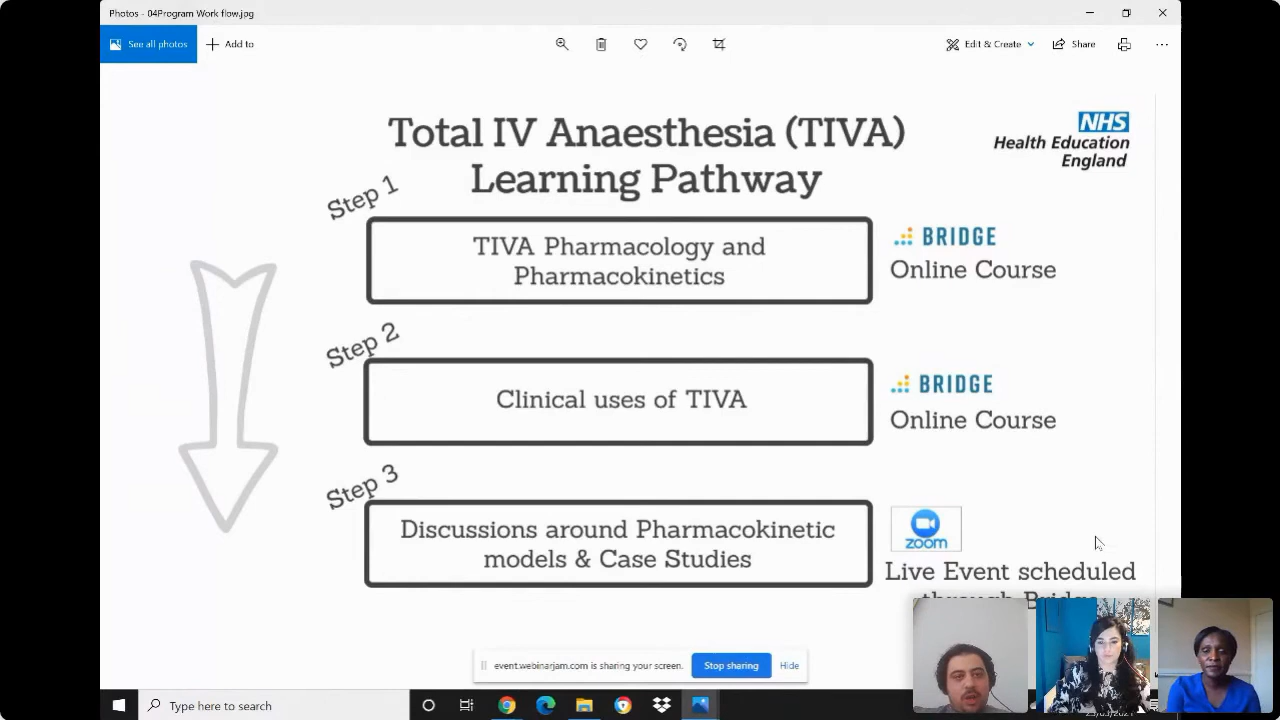 Photos - 04Program Work flow.jpg
See all photos
Add to
Edit & Create
Share
Total IV Anaesthesia (TIVA)
Learning Pathway
NHS
Health Education
England
Step 1
TIVA Pharmacology and
Pharmacokinetics
BRIDGE
Online Course
Step 2
Clinical uses of TIVA
BRIDGE
Online Course
Step 3
Discussions around Pharmacokinetic
models & Case Studies
zoom
Live Event scheduled
through Bridge
event.webinarjam.com is sharing your screen.
Stop sharing
Hide
Type here to search